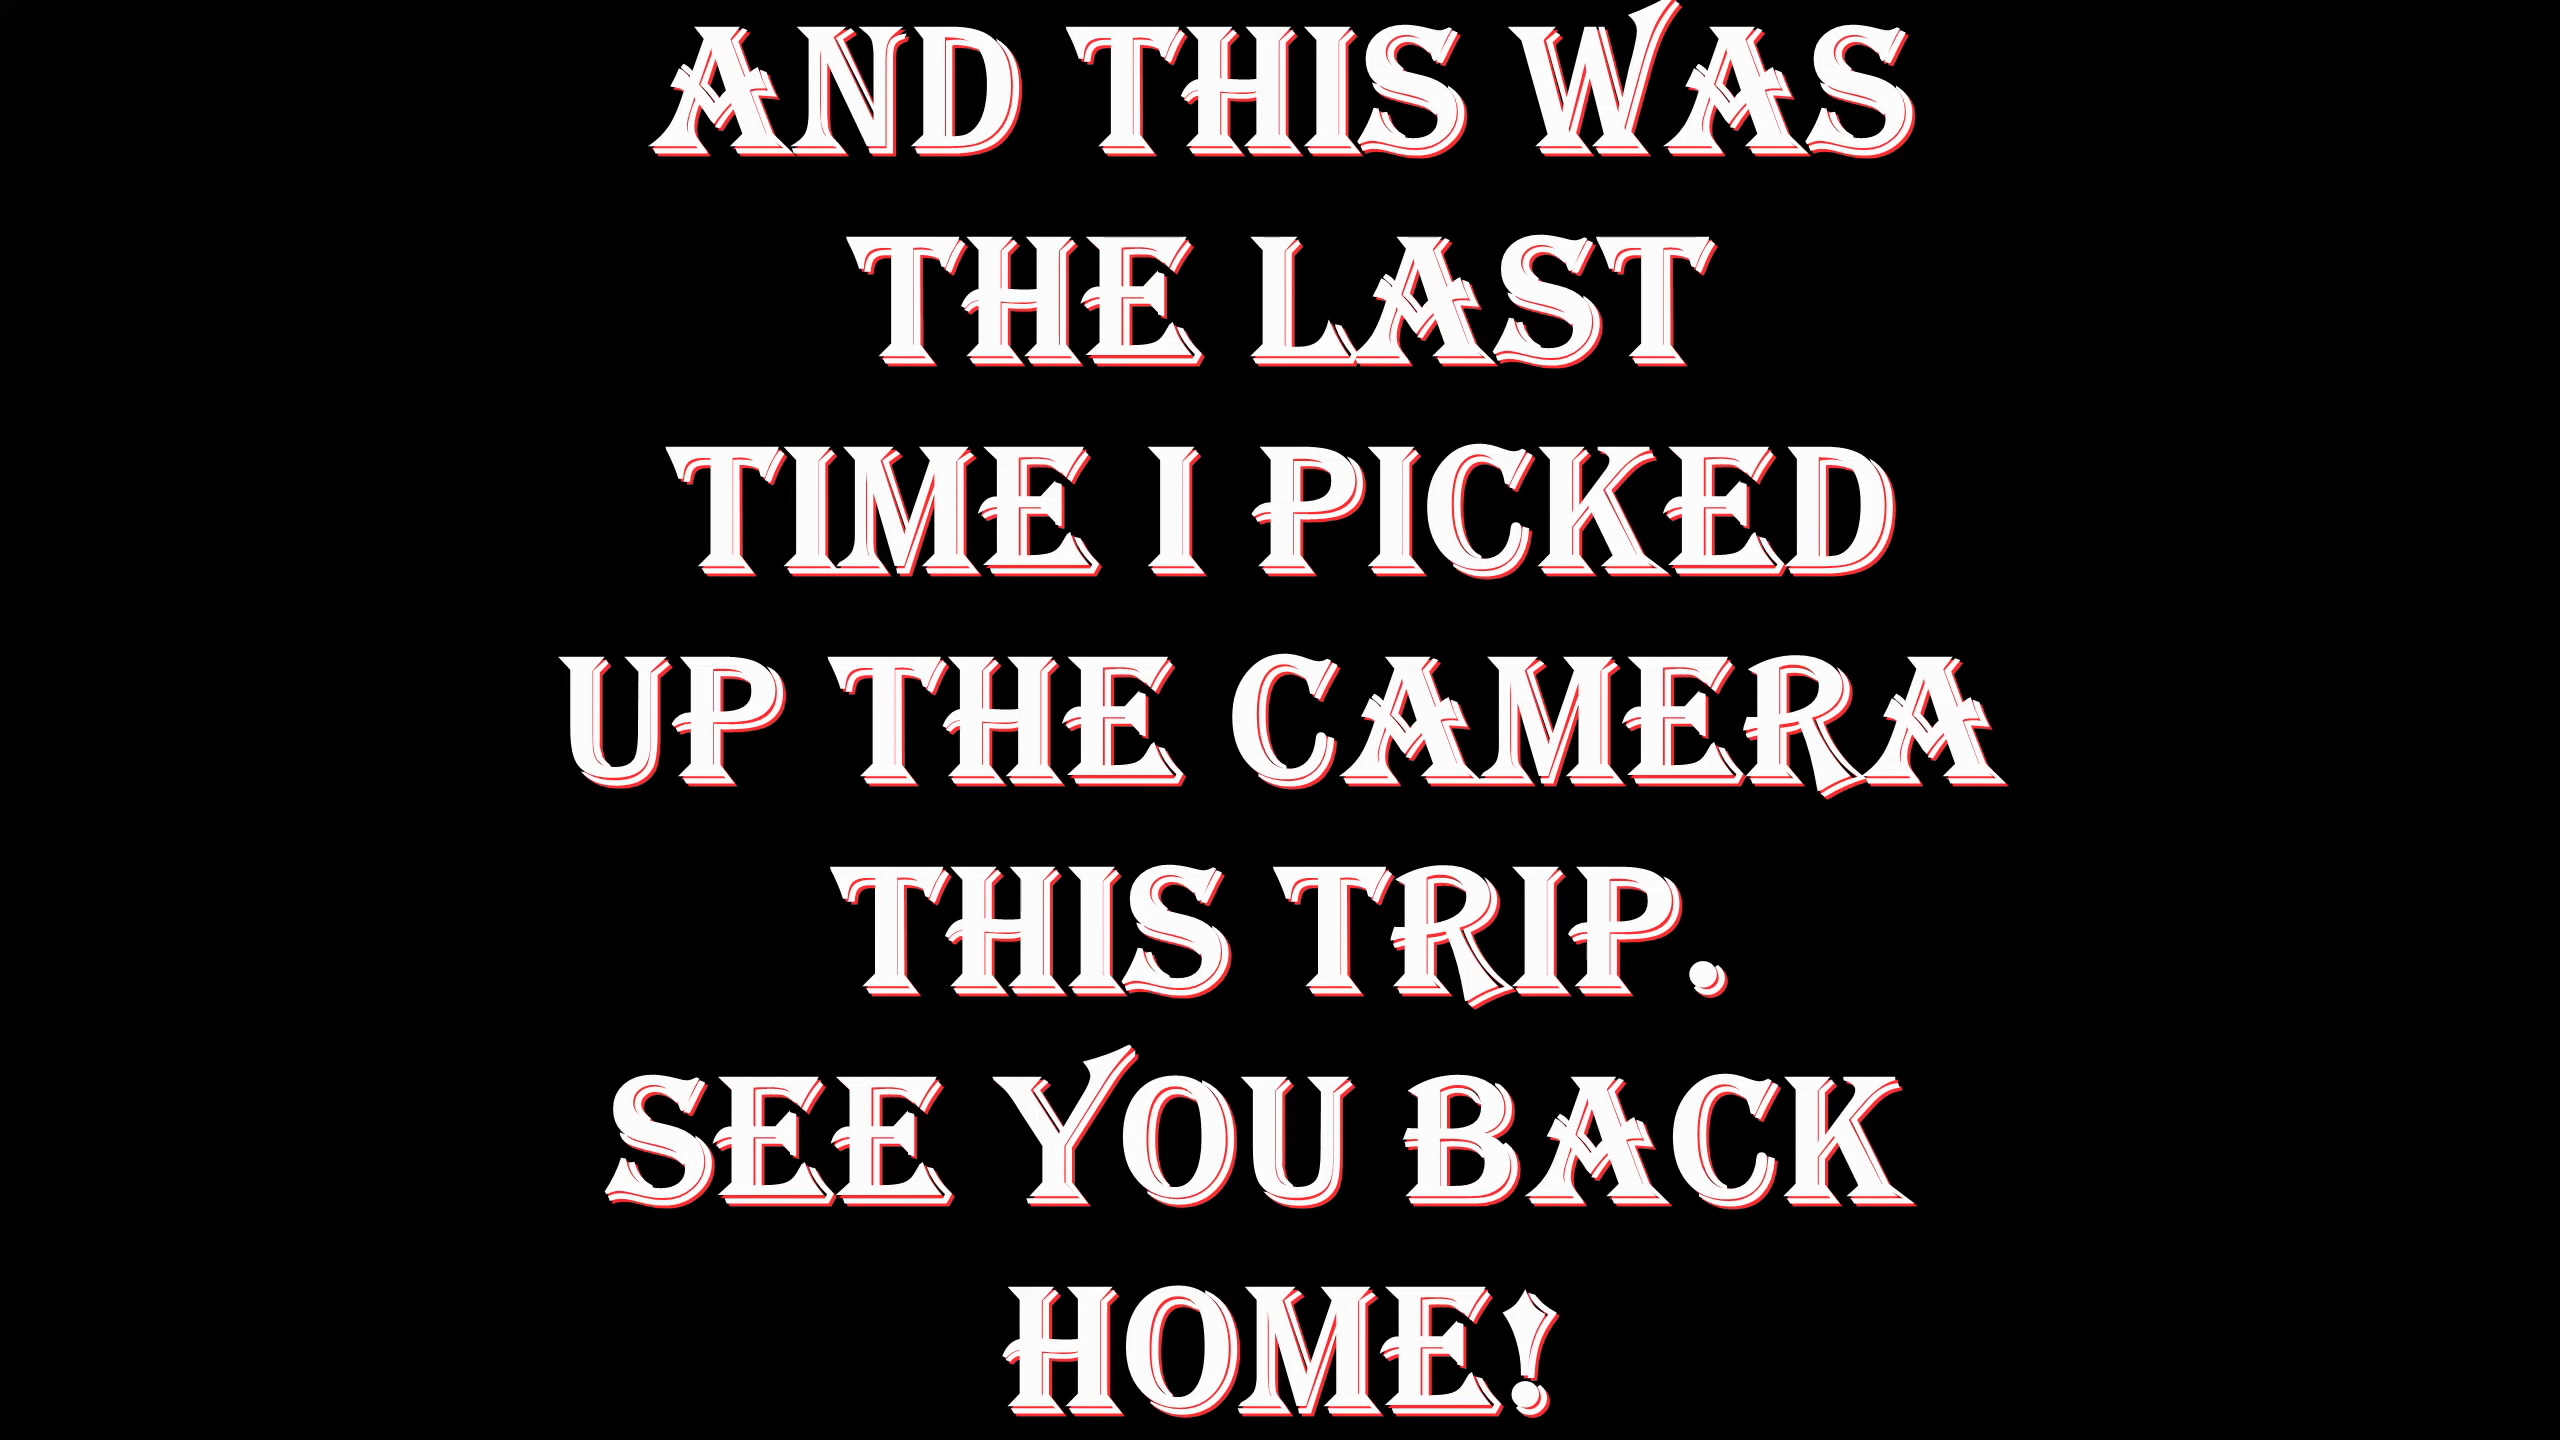 AND THIS WAS
THE LAST
TIME I PICKED
UP THE CAMERA
THIS TRIP.
SEE YOU BACK
HOME!